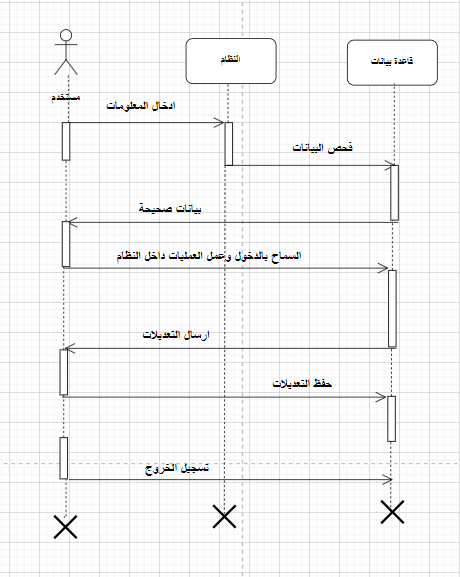 النظام
قاعدة بيانات
مستخدم
ادخال المعلومات
فحص البيانات
بيانات صحيحة
السماح بالدخول وعمل العمليات داخل النظام
ارسال التعديلات
حفظ التعديلات
تسجيل الخروج